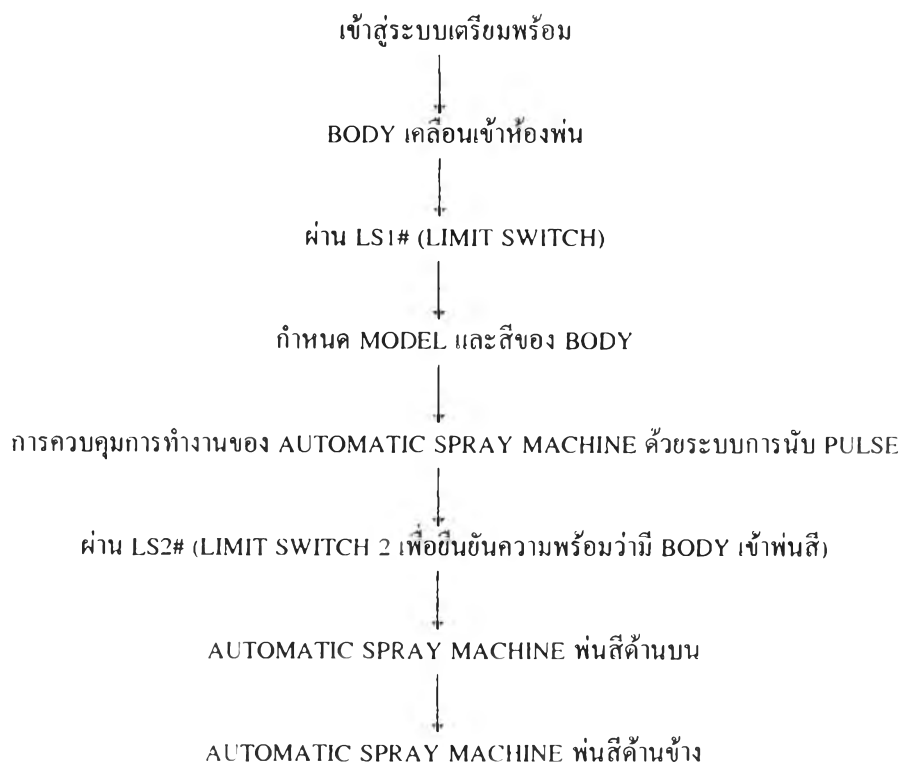 เข้าสู่ระบบเตรียมพร้อม
BODY เคลื่อนเข้าห้องพ่น
ผ่าน LS1# (LIMIT SWITCH)
กำหนด MODEL และสีของ BODY
การควบคุมการทำงานของ AUTOMATIC SPRAY MACHINE ด้วยระบบการนับ PULSE
ผ่าน LS2# (LIMIT SWITCH 2 เพื่อยืนยันความพร้อมว่ามี BODY เข้าพ่นสี)
AUTOMATIC SPRAY MACHINE พ่นสีด้านบน
AUTOMATIC SPRAY MACHINE พ่นสีด้านข้าง